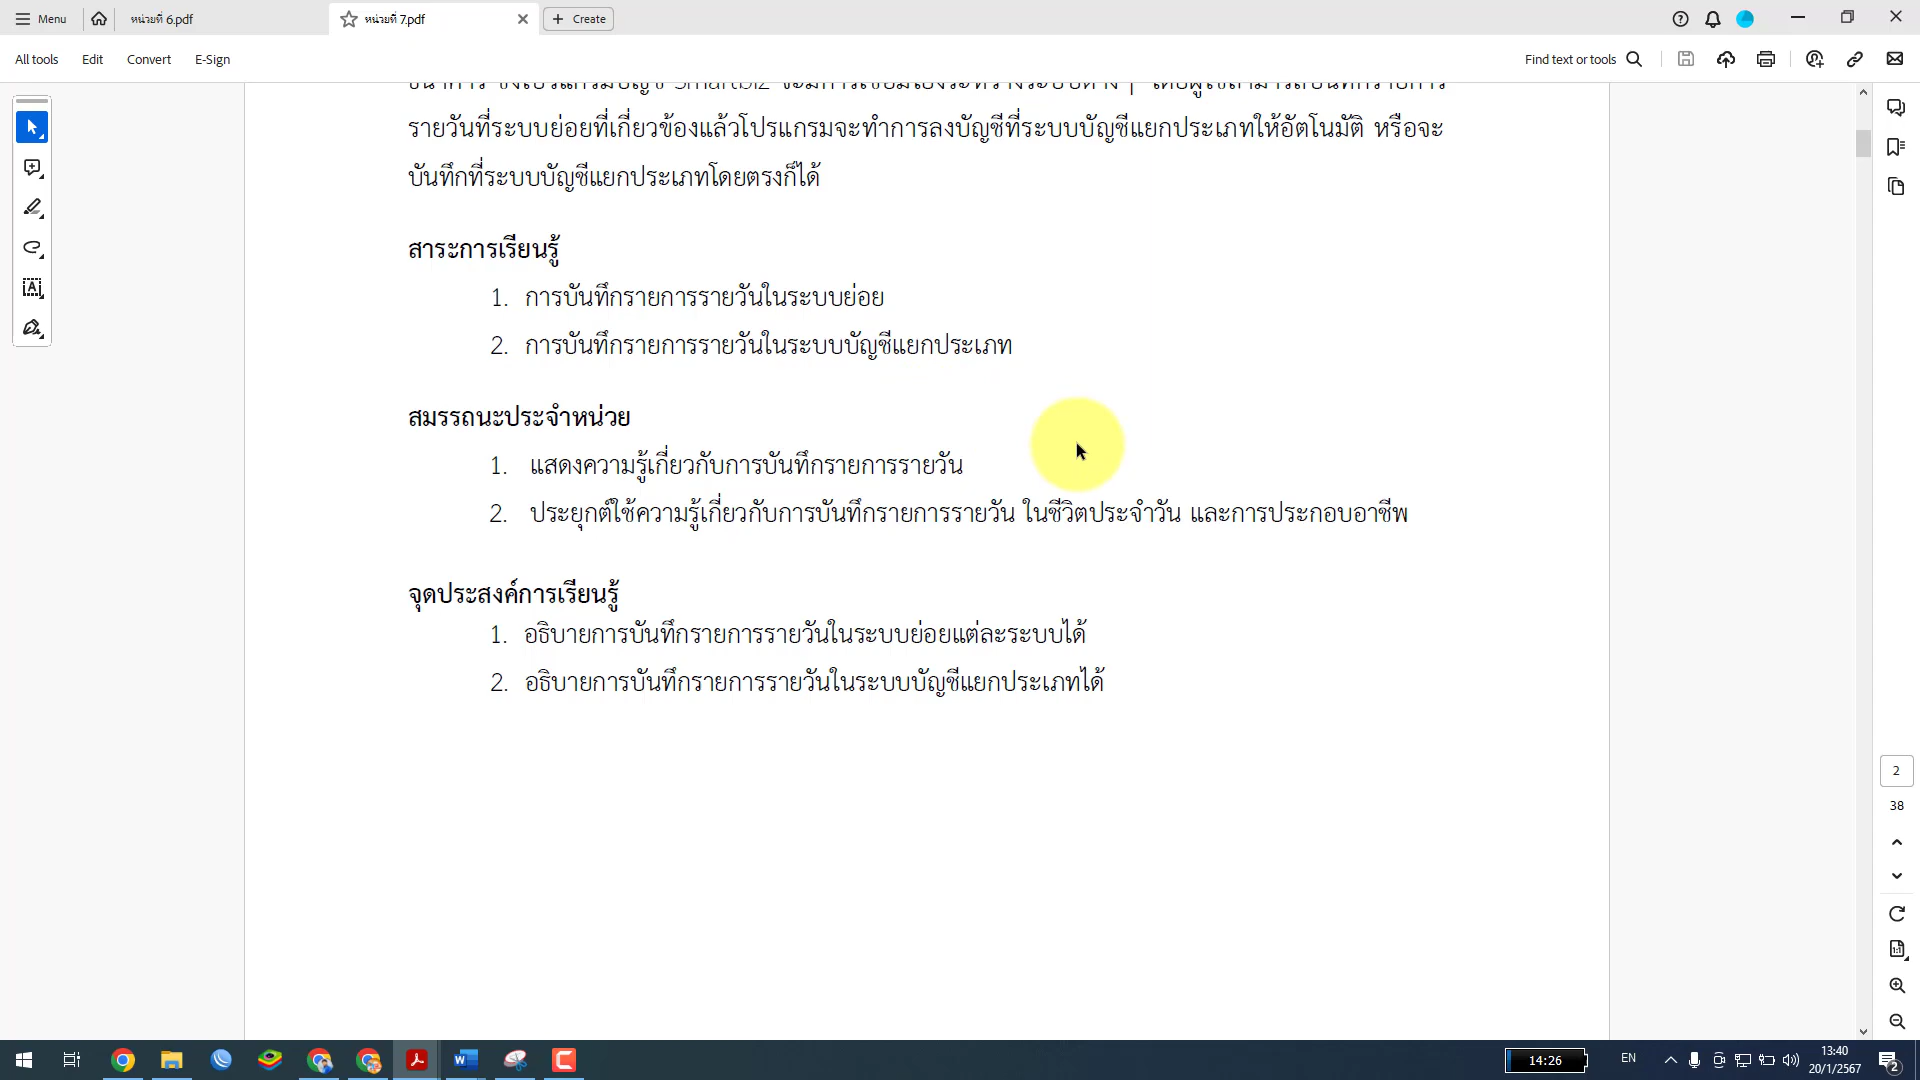 Menu
หน่วยที่ 6.pdf
หน่วยที่ 7.pdf
Create
All tools
Edit
Convert
E-Sign
Find text or tools
รายวันที่ระบบย่อยที่เกี่ยวข้องแล้วโปรแกรมจะทำการลงบัญชีที่ระบบบัญชีแยกประเภทให้อัตโนมัติ หรือจะ
บันทึกที่ระบบบัญชีแยกประเภทโดยตรงก็ได้
สาระการเรียนรู้
1. การบันทึกรายการรายวันในระบบย่อย
2. การบันทึกรายการรายวันในระบบบัญชีแยกประเภท
สมรรถนะประจำหน่วย
1. แสดงความรู้เกี่ยวกับการบันทึกรายการรายวัน
2. ประยุกต์ใช้ความรู้เกี่ยวกับการบันทึกรายการรายวัน ในชีวิตประจำวัน และการประกอบอาชีพ
จุดประสงค์การเรียนรู้
1. อธิบายการบันทึกรายการรายวันในระบบย่อยแต่ละระบบได้
2. อธิบายการบันทึกรายการรายวันในระบบบัญชีแยกประเภทได้
2
38
14:26
EN
13:40
20/1/2567
2